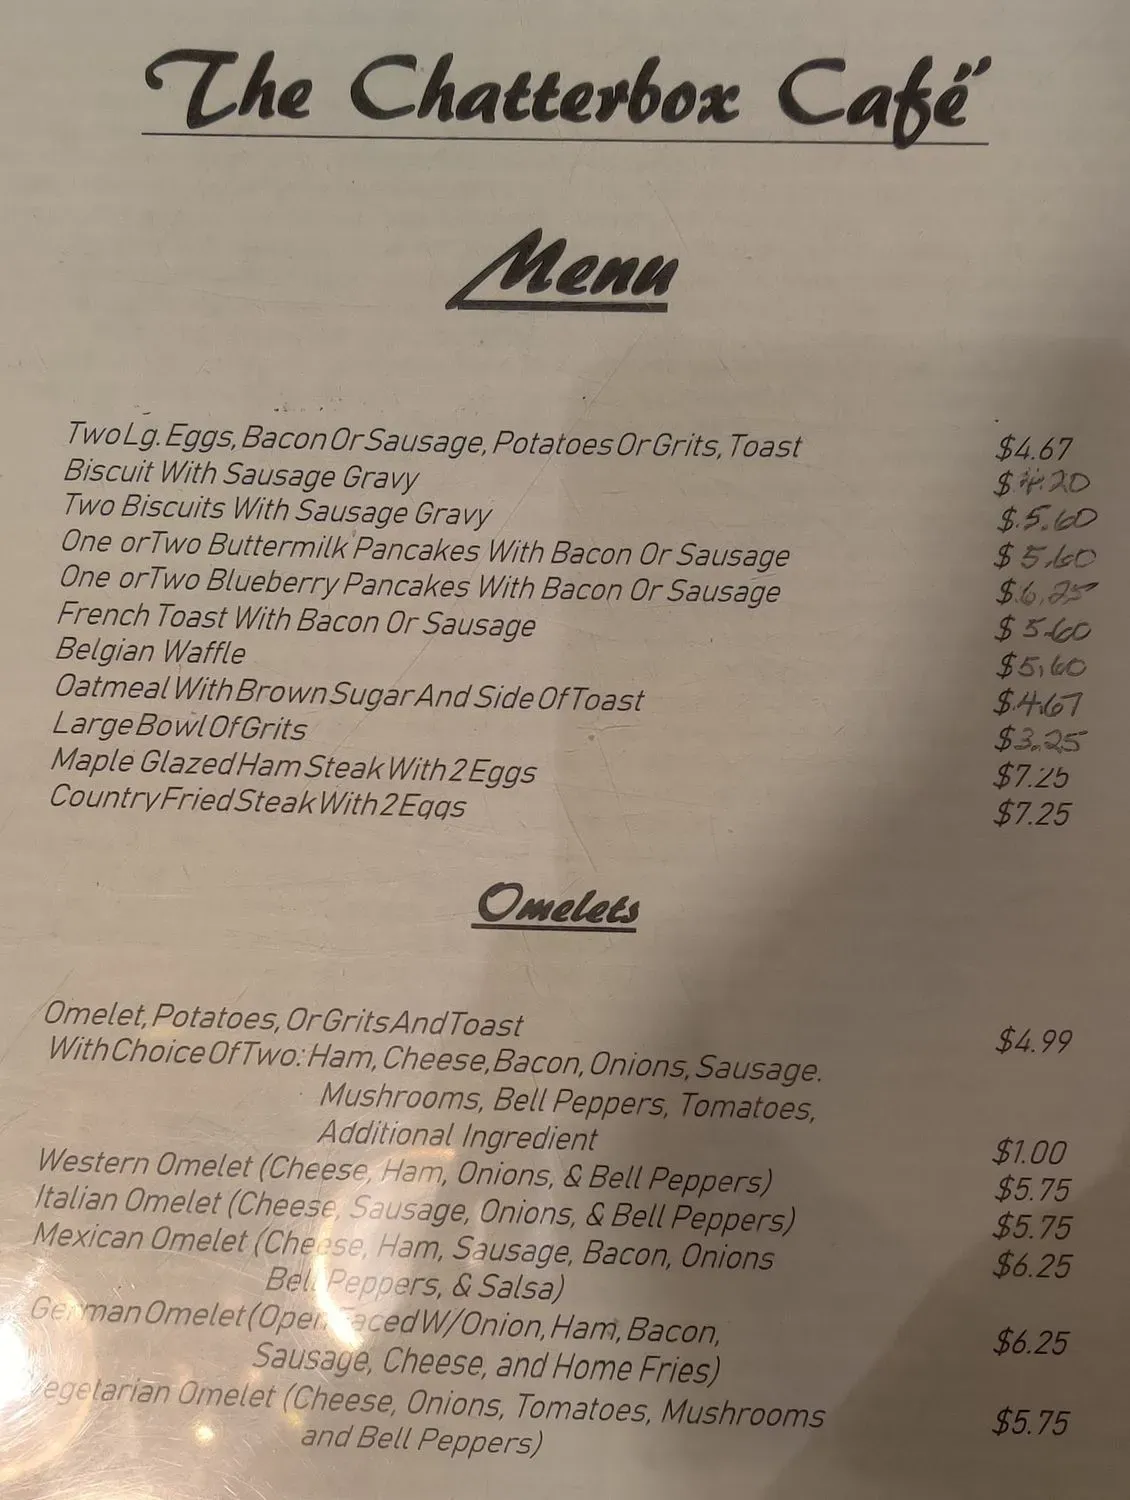 The Chatterbox Cafë'
Menu
Two Lg. Eggs, Bacon Or Sausage, Potatoes Or Grits, Toast $4.67
Biscuit With Sausage Gravy $4.20
Two Biscuits With Sausage Gravy $5.60
One orTwo Buttermilk Pancakes With Bacon Or Sausage $5.60
One orTwo Blueberry Pancakes With Bacon Or Sausage $6.25
French Toast With Bacon Or Sausage $5.60
Belgian Waffle $5.60
Oatmeal With Brown Sugar And Side Of Toast $4.67
Large Bowl Of Grits $3.25
Maple Glazed Ham Steak With 2 Eggs $7.25
Country Fried Steak With 2 Eggs $7.25
Omelets
Omelet, Potatoes, Or Grits And Toast $4.99
With Choice Of Two: Ham, Cheese, Bacon, Onions, Sausage.
Mushrooms, Bell Peppers, Tomatoes,
Additional Ingredient $1.00
Western Omelet (Cheese, Ham, Onions, & Bell Peppers) $5.75
Italian Omelet (Cheese, Sausage, Onions, & Bell Peppers) $5.75
Mexican Omelet (Cheese, Ham, Sausage, Bacon, Onions $6.25
Bell Peppers, & Salsa)
German Omelet (Open Faced W/Onion, Ham, Bacon, $6.25
Sausage, Cheese, and Home Fries)
Vegetarian Omelet (Cheese, Onions, Tomatoes, Mushrooms $5.75
and Bell Peppers)